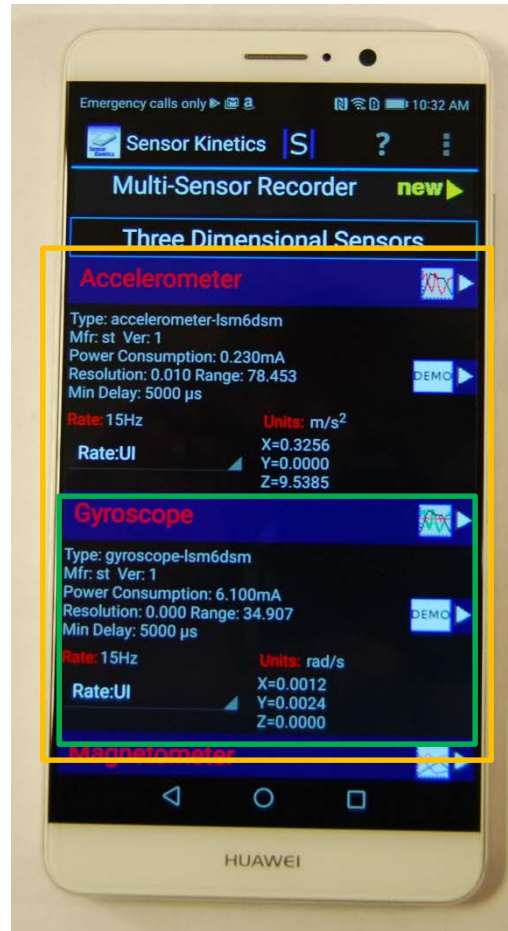 Emergency calls only 10:32 AM
Sensor Kinetics |S| ?
Multi-Sensor Recorder new
Three Dimensional Sensors
Accelerometer
Type: accelerometer-lsm6dsm
Mfr: st Ver: 1
Power Consumption: 0.230mA
Resolution: 0.010 Range: 78.453
DEMO
Min Delay: 5000 µs
Rate: 15Hz Units: m/s²
Rate:UI
X=0.3256
Y=0.0000
Z=9.5385
Gyroscope
Type: gyroscope-lsm6dsm
Mfr: st Ver: 1
Power Consumption: 6.100mA
Resolution: 0.000 Range: 34.907
DEMO
Min Delay: 5000 µs
Rate: 15Hz Units: rad/s
Rate:UI
X=0.0012
Y=0.0024
Z=0.0000
Magnetometer
HUAWEI